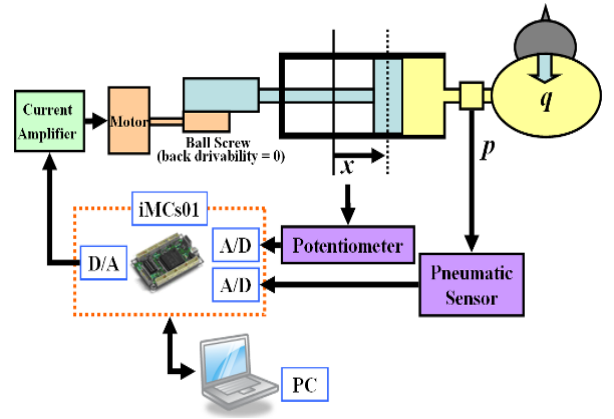 Current
Amplifier
Motor
Ball Screw
(back drivability = 0)
x
p
q
iMCs01
D/A
A/D
A/D
Potentiometer
Pneumatic
Sensor
PC